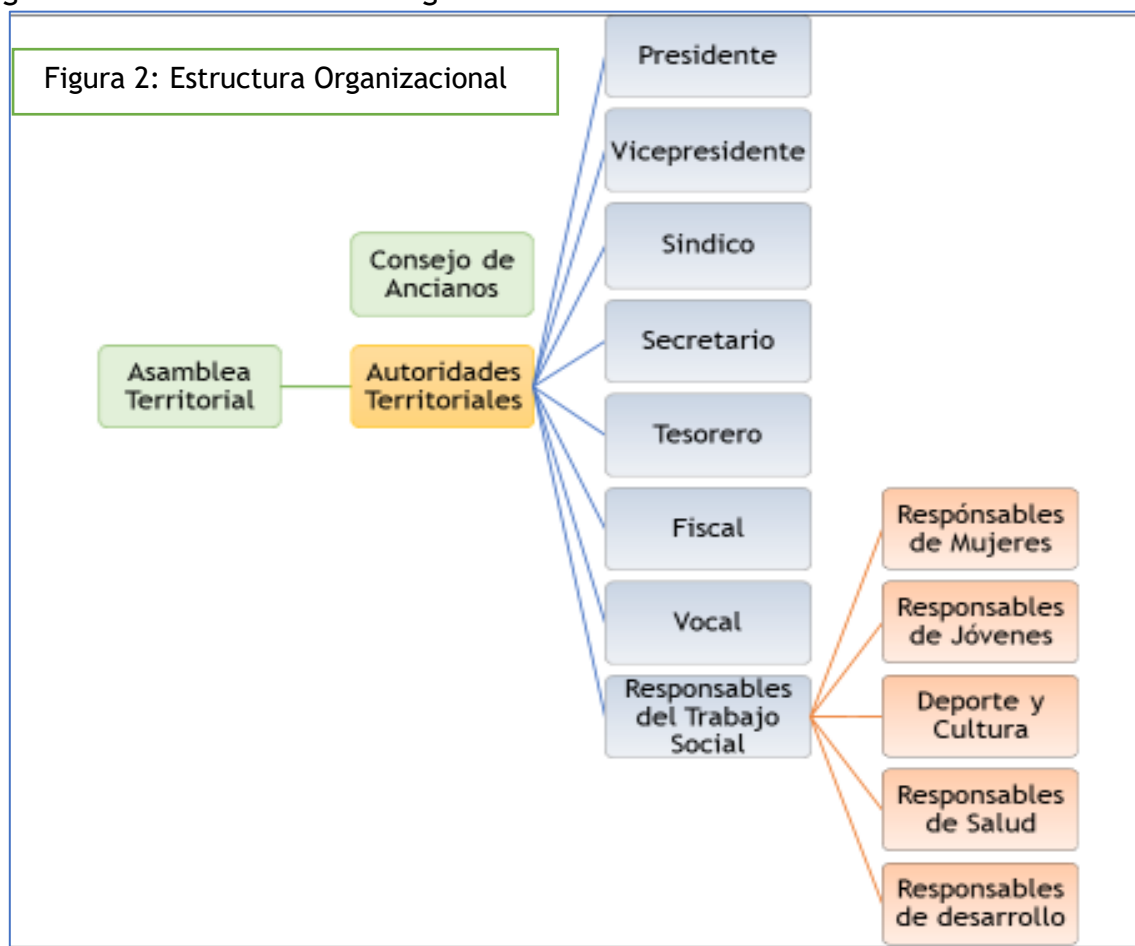 Figura 2: Estructura Organizacional
Presidente
Vicepresidente
Sindico
Consejo de
Ancianos
Secretario
Asamblea
Territorial
Autoridades
Territoriales
Tesorero
Fiscal
Vocal
Responsables
del Trabajo
Social
Respónsables
de Mujeres
Responsables
de Jóvenes
Deporte y
Cultura
Responsables
de Salud
Responsables
de desarrollo